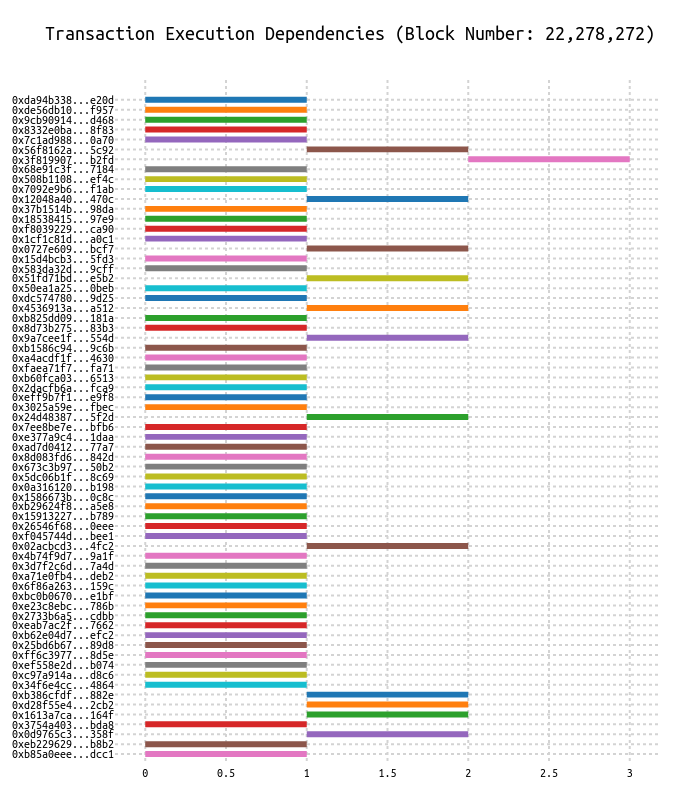 Transaction Execution Dependencies (Block Number: 22,278,272)
0xda94b338...e20d
0xde56db10...f957
0x9cb90914...d468
0x8332e0ba...8f83
0x7c1ad988...0a70
0x56f8162a...5c92
0x3f819907...b2fd
0x68e91c3f...7184
0x508b1108...ef4c
0x7092e9b6...f1ab
0x12048a40...470c
0x37b1514b...98da
0x18538415...97e9
0xf8039229...ca90
0x1cf1c81d...a0c1
0x0727e609...bcf7
0x15d4bcb3...5fd3
0x583da32d...9cff
0x51fd71bd...e5b2
0x50ea1a25...0beb
0xdc574780...9d25
0x4536913a...a512
0xb825dd09...181a
0x8d73b275...83b3
0x9a7cee1f...554d
0xb1586c94...9c6b
0xa4acdf1f...4630
0xfaea71f7...fa71
0xb60fca03...6513
0x2dacfb6a...fca9
0xeff9b7f1...e9f8
0x3025a59e...fbec
0x24d48387...5f2d
0x7ee8be7e...bfb6
0xe377a9c4...1daa
0xad7d0412...77a7
0x8d083fd6...842d
0x673c3b97...50b2
0x5dc06b1f...8c69
0x0a316120...b198
0x1586673b...0c8c
0xb29624f8...a5e8
0x15913227...b789
0x26546f68...0eee
0xf045744d...bee1
0x02acbcd3...4fc2
0x4b74f9d7...9a1f
0x3d7f2c6d...7a4d
0xa71e0fb4...deb2
0x6f86a263...159c
0xbc0b0670...e1bf
0xe23c8ebc...786b
0x2733b6a5...cdbb
0xeab7ac2f...7662
0xb62e04d7...efc2
0x25bd6b67...89d8
0xff6c3977...8d5e
0xef558e2d...b074
0xc97a914a...d8c6
0x34f6e4cc...4864
0xb386cfdf...882e
0xd28f55e4...2cb2
0x1613a7ca...164f
0x3754a403...bda8
0x0d9765c3...358f
0xeb229629...b8b2
0xb85a0eee...dcc1
0 0.5 1 1.5 2 2.5 3